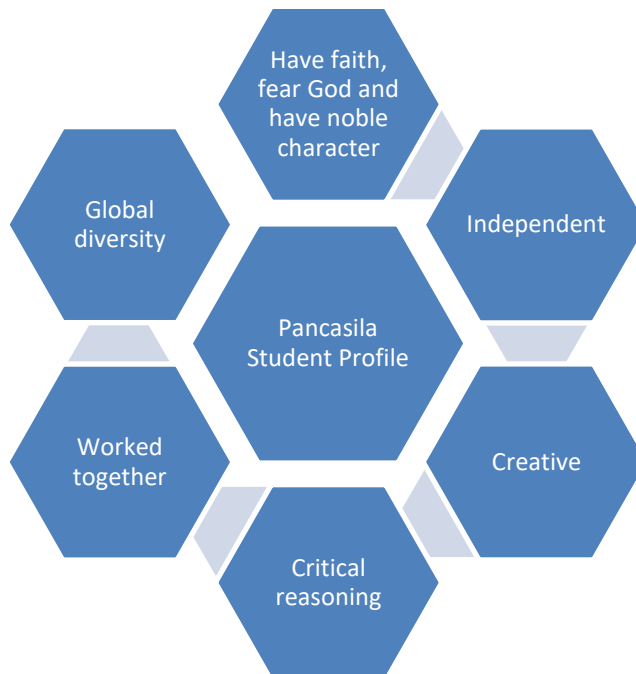 Have faith,
fear God and
have noble
character
Global
diversity
Independent
Pancasila
Student Profile
Worked
together
Creative
Critical
reasoning